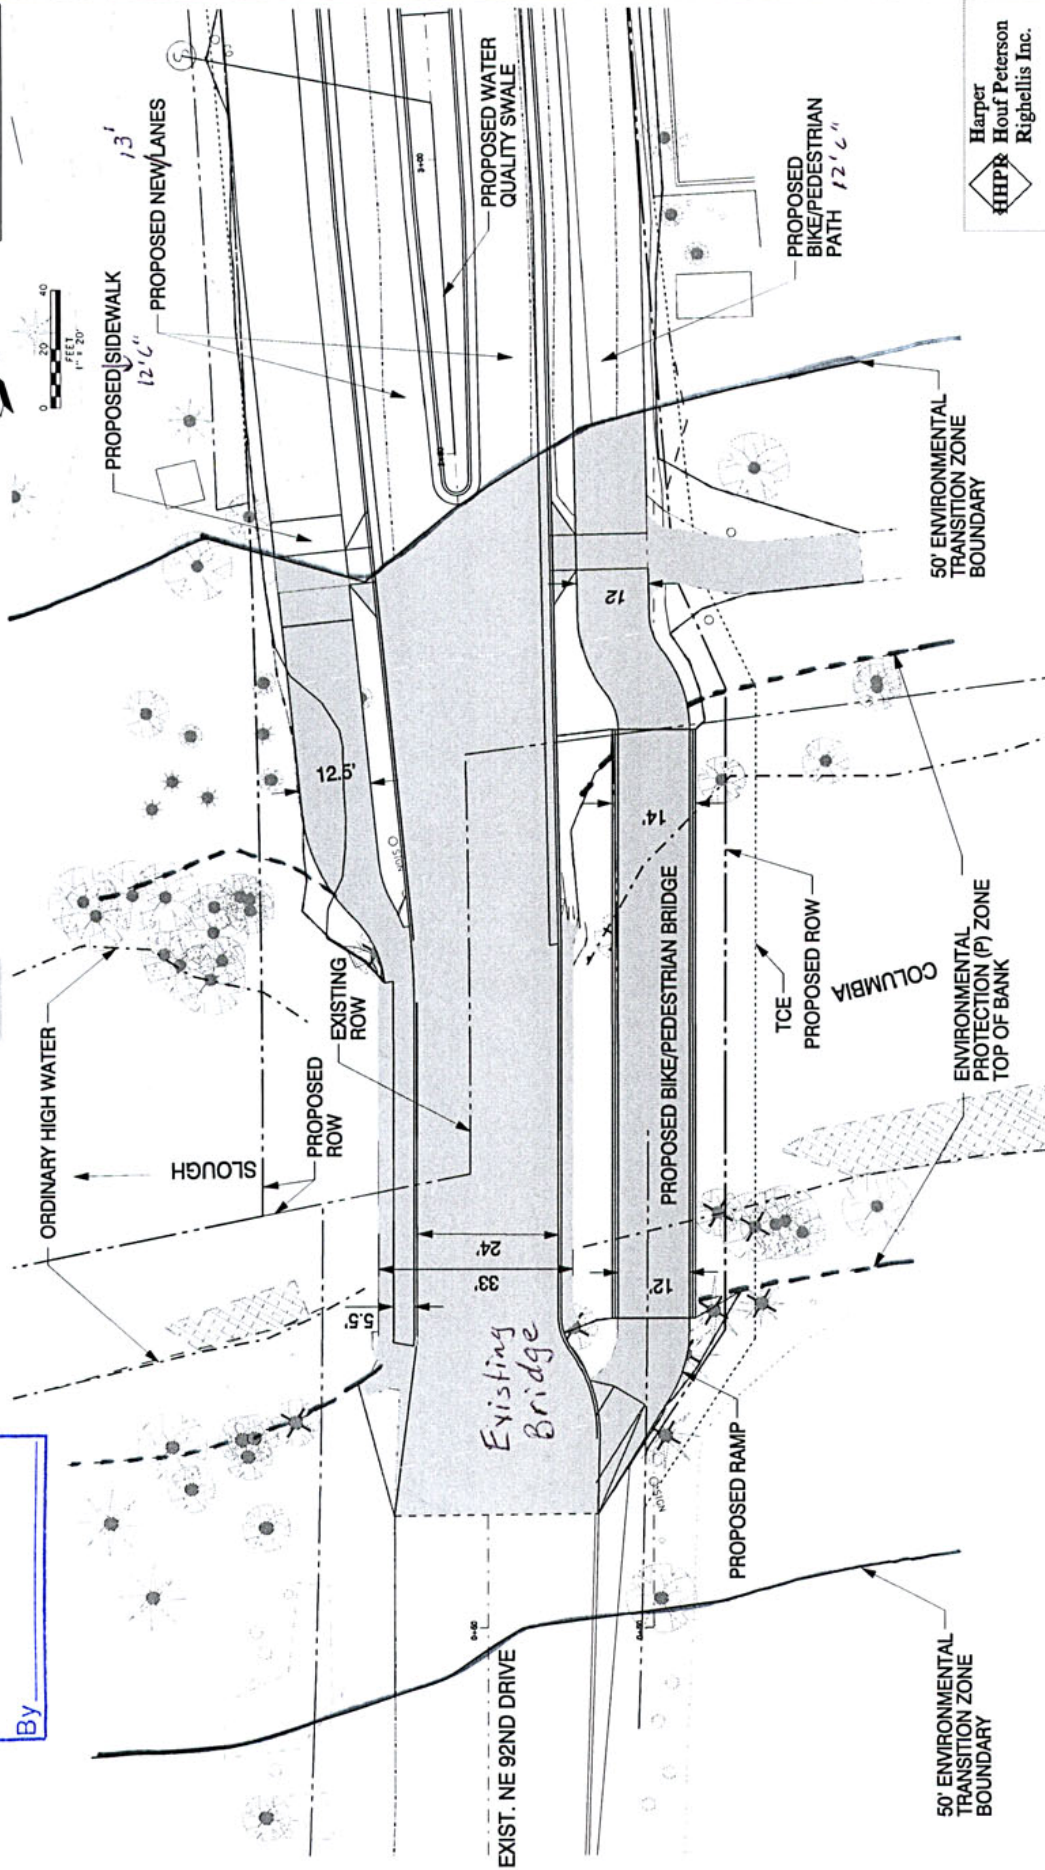 By
0 20 40
FEET
1" = 20'
PROPOSED SIDEWALK
12'6"
PROPOSED NEW LANES
13'
PROPOSED WATER
QUALITY SWALE
PROPOSED
BIKE/PEDESTRIAN
PATH 12'6"
HHPR
Harper
Houf Peterson
Righellis Inc.
50' ENVIRONMENTAL
TRANSITION ZONE
BOUNDARY
12
12.5'
14'
SIGN
ORDINARY HIGH WATER
SLOUGH
PROPOSED
ROW
EXISTING
ROW
PROPOSED BIKE/PEDESTRIAN BRIDGE
TCE
PROPOSED ROW
COLUMBIA
ENVIRONMENTAL
PROTECTION (P) ZONE
TOP OF BANK
5.5'
33'
24'
12'
Existing
Bridge
SIGN
PROPOSED RAMP
EXIST. NE 92ND DRIVE
0+00
50' ENVIRONMENTAL
TRANSITION ZONE
BOUNDARY